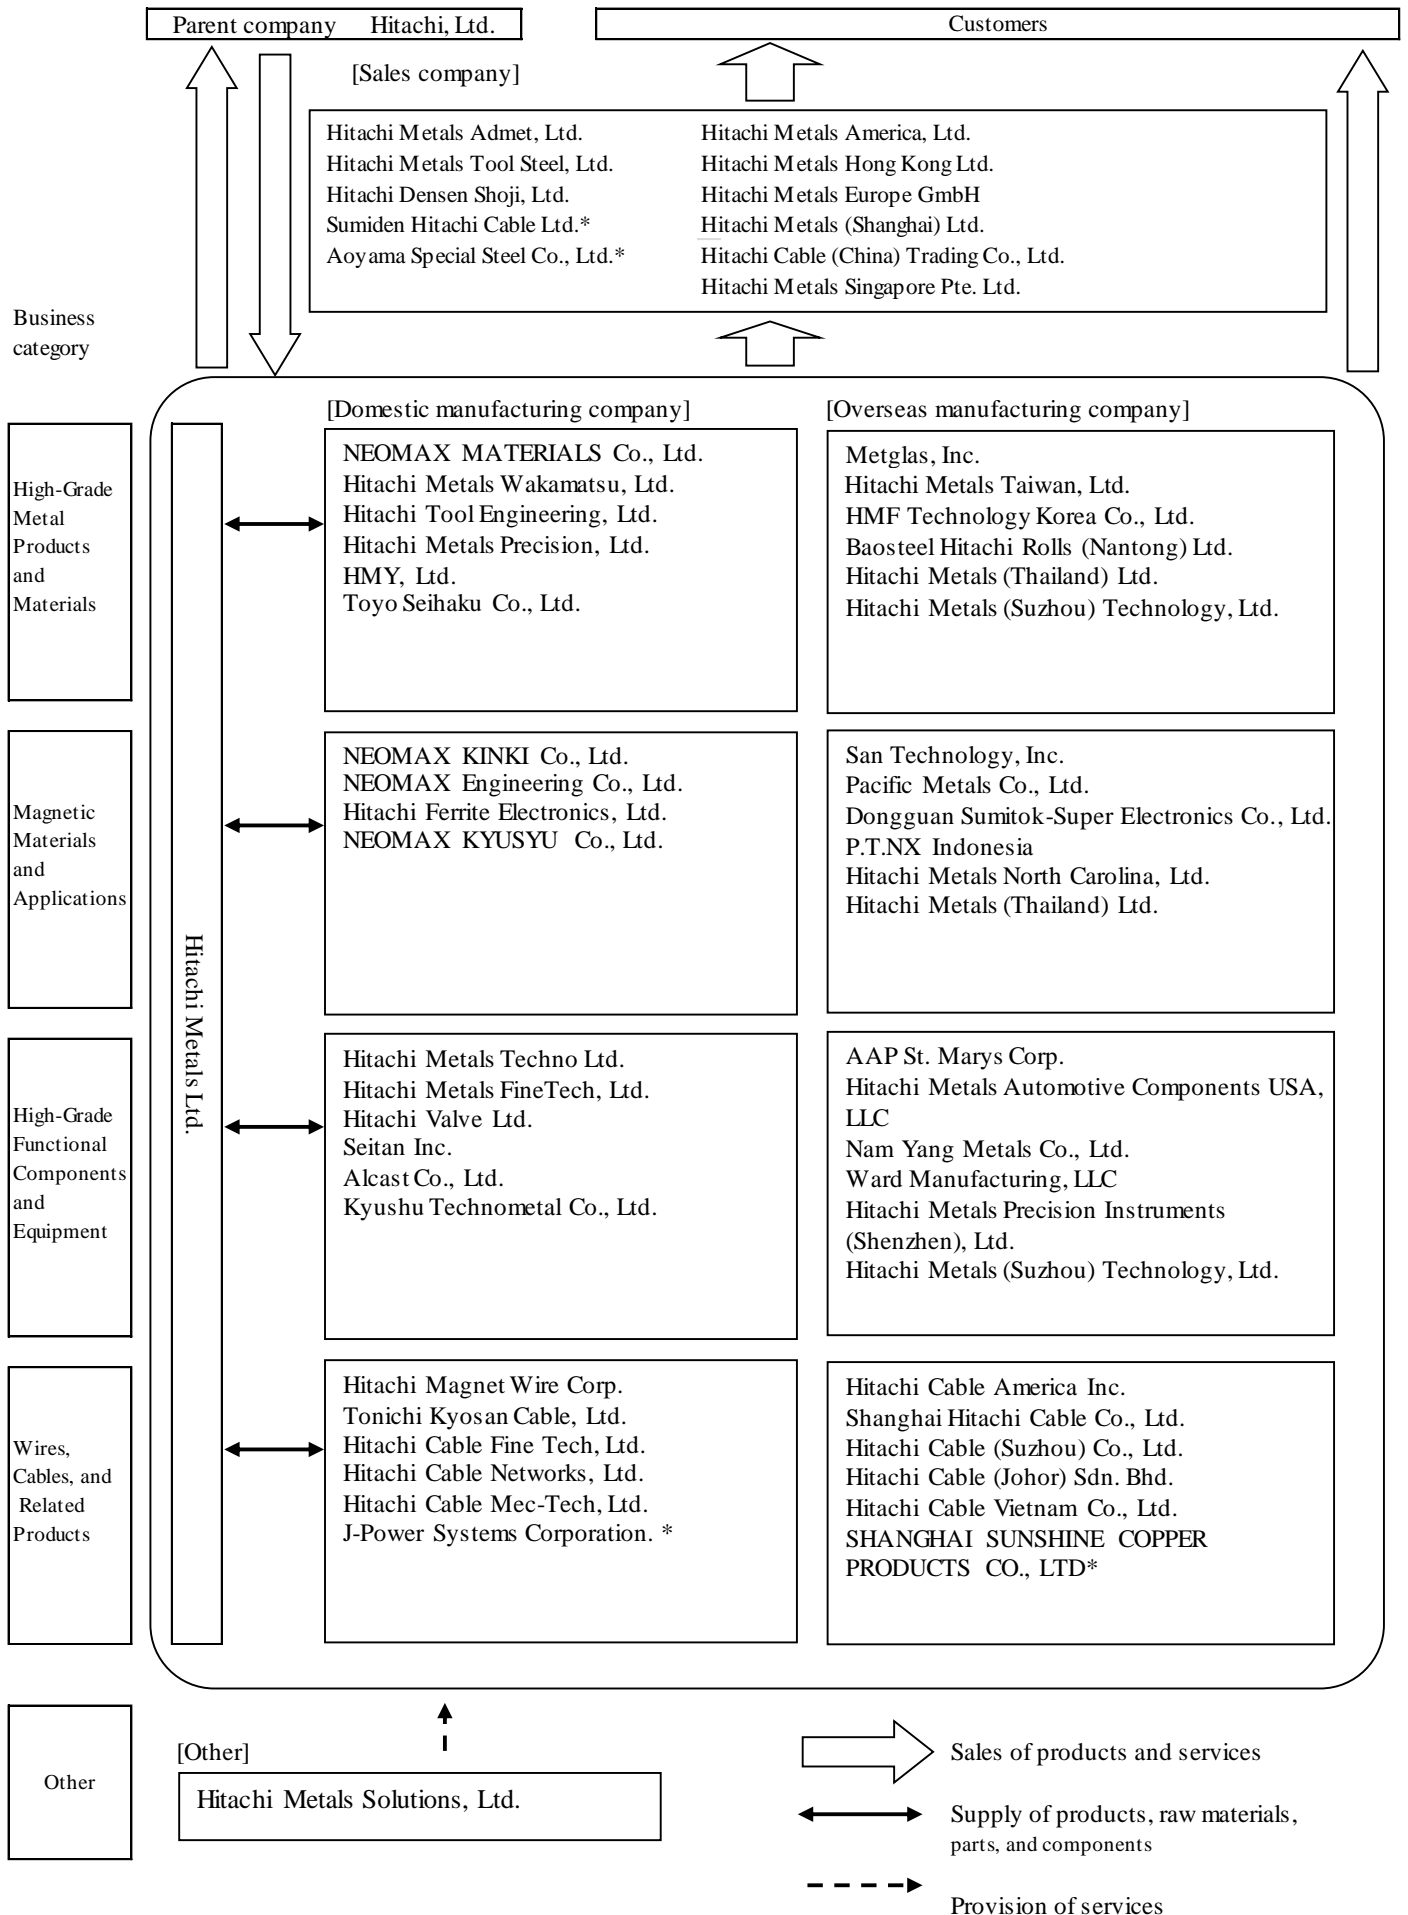 Parent company Hitachi, Ltd.
Customers
[Sales company]
Hitachi Metals Admet, Ltd.
Hitachi Metals Tool Steel, Ltd.
Hitachi Densen Shoji, Ltd.
Sumiden Hitachi Cable Ltd.*
Aoyama Special Steel Co., Ltd.*
Hitachi Metals America, Ltd.
Hitachi Metals Hong Kong Ltd.
Hitachi Metals Europe GmbH
Hitachi Metals (Shanghai) Ltd.
Hitachi Cable (China) Trading Co., Ltd.
Hitachi Metals Singapore Pte. Ltd.
Business
category
[Domestic manufacturing company]
[Overseas manufacturing company]
Hitachi Metals Ltd.
High-Grade
Metal
Products
and
Materials
NEOMAX MATERIALS Co., Ltd.
Hitachi Metals Wakamatsu, Ltd.
Hitachi Tool Engineering, Ltd.
Hitachi Metals Precision, Ltd.
HMY, Ltd.
Toyo Seihaku Co., Ltd.
Metglas, Inc.
Hitachi Metals Taiwan, Ltd.
HMF Technology Korea Co., Ltd.
Baosteel Hitachi Rolls (Nantong) Ltd.
Hitachi Metals (Thailand) Ltd.
Hitachi Metals (Suzhou) Technology, Ltd.
Magnetic
Materials
and
Applications
NEOMAX KINKI Co., Ltd.
NEOMAX Engineering Co., Ltd.
Hitachi Ferrite Electronics, Ltd.
NEOMAX KYUSYU Co., Ltd.
San Technology, Inc.
Pacific Metals Co., Ltd.
Dongguan Sumitok-Super Electronics Co., Ltd.
P.T.NX Indonesia
Hitachi Metals North Carolina, Ltd.
Hitachi Metals (Thailand) Ltd.
High-Grade
Functional
Components
and
Equipment
Hitachi Metals Techno Ltd.
Hitachi Metals FineTech, Ltd.
Hitachi Valve Ltd.
Seitan Inc.
Alcast Co., Ltd.
Kyushu Technometal Co., Ltd.
AAP St. Marys Corp.
Hitachi Metals Automotive Components USA,
LLC
Nam Yang Metals Co., Ltd.
Ward Manufacturing, LLC
Hitachi Metals Precision Instruments
(Shenzhen), Ltd.
Hitachi Metals (Suzhou) Technology, Ltd.
Wires,
Cables, and
Related
Products
Hitachi Magnet Wire Corp.
Tonichi Kyosan Cable, Ltd.
Hitachi Cable Fine Tech, Ltd.
Hitachi Cable Networks, Ltd.
Hitachi Cable Mec-Tech, Ltd.
J-Power Systems Corporation. *
Hitachi Cable America Inc.
Shanghai Hitachi Cable Co., Ltd.
Hitachi Cable (Suzhou) Co., Ltd.
Hitachi Cable (Johor) Sdn. Bhd.
Hitachi Cable Vietnam Co., Ltd.
SHANGHAI SUNSHINE COPPER
PRODUCTS CO., LTD*
Other
[Other]
Hitachi Metals Solutions, Ltd.
Sales of products and services
Supply of products, raw materials,
parts, and components
Provision of services